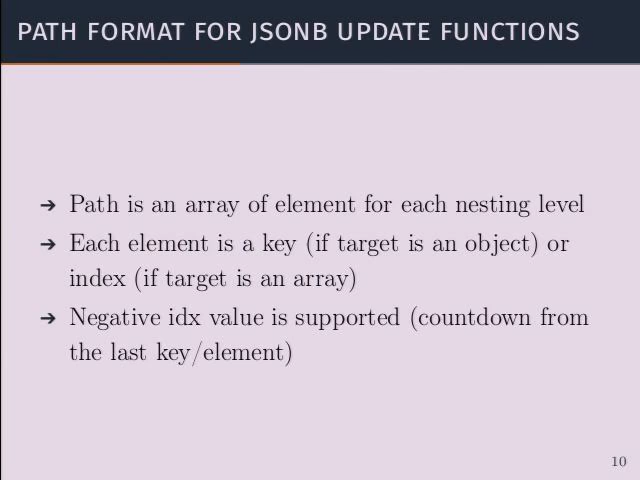 PATH FORMAT FOR JSONB UPDATE FUNCTIONS
➔ Path is an array of element for each nesting level
➔ Each element is a key (if target is an object) or
index (if target is an array)
➔ Negative idx value is supported (countdown from
the last key/element)
10